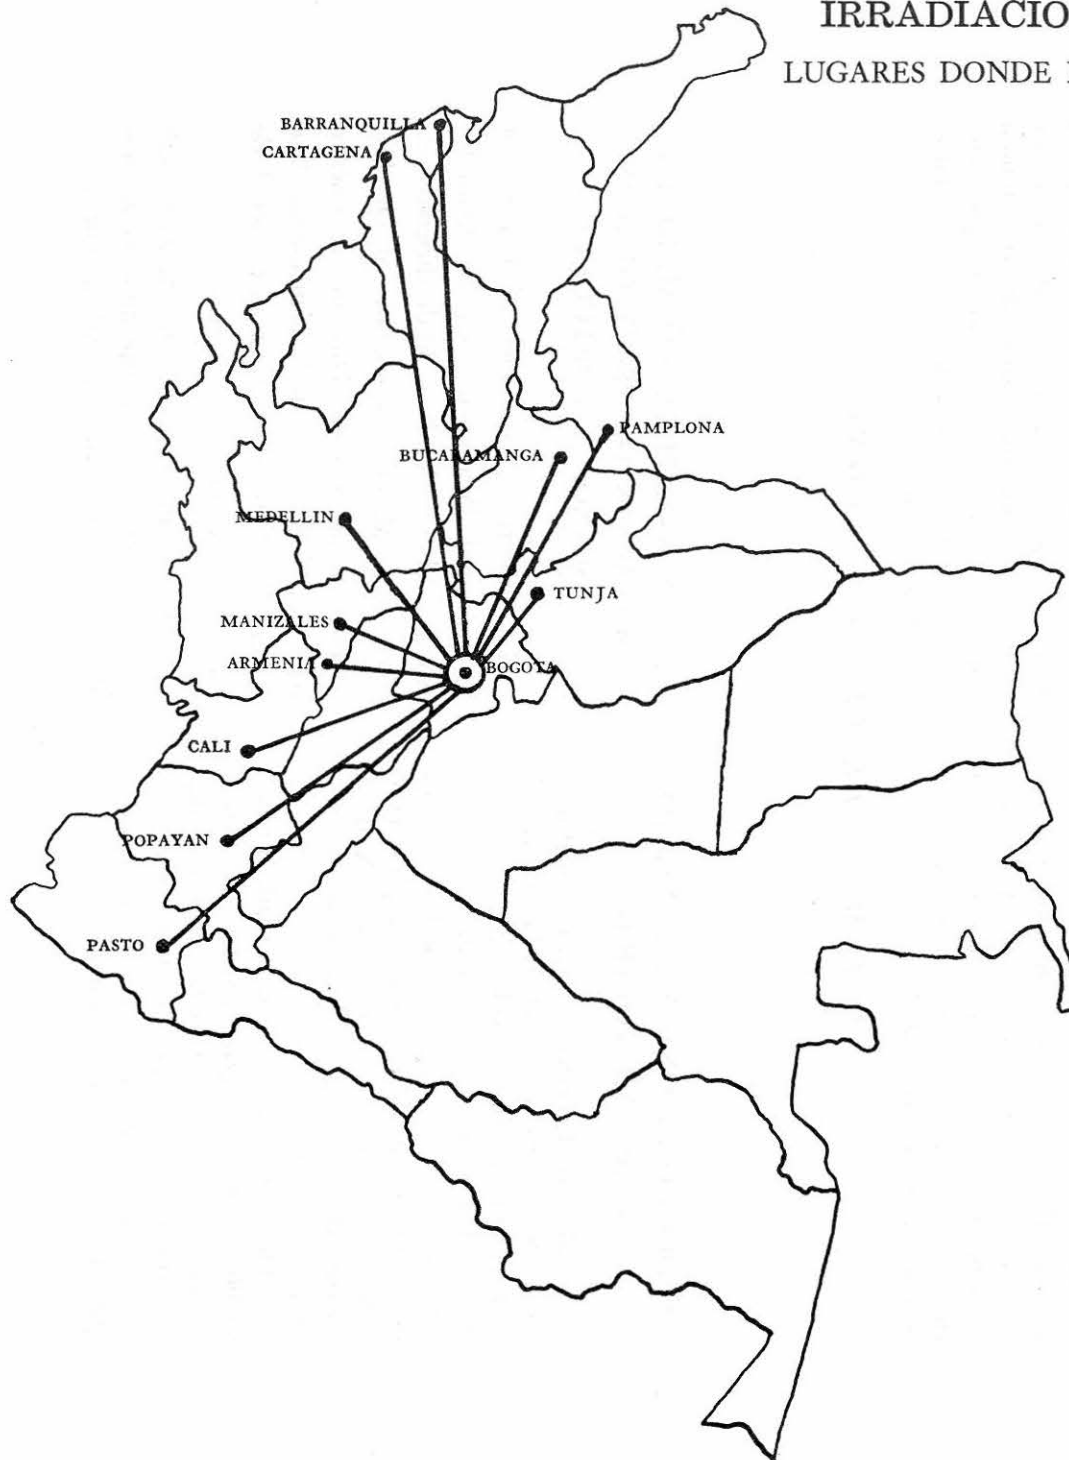 IRRADIACIO
LUGARES DONDE
BARRANQUILLA
CARTAGENA
PAMPLONA
BUCARAMANGA
MEDELLIN
TUNJA
MANIZALES
ARMENIA
BOGOTA
CALI
POPAYAN
PASTO